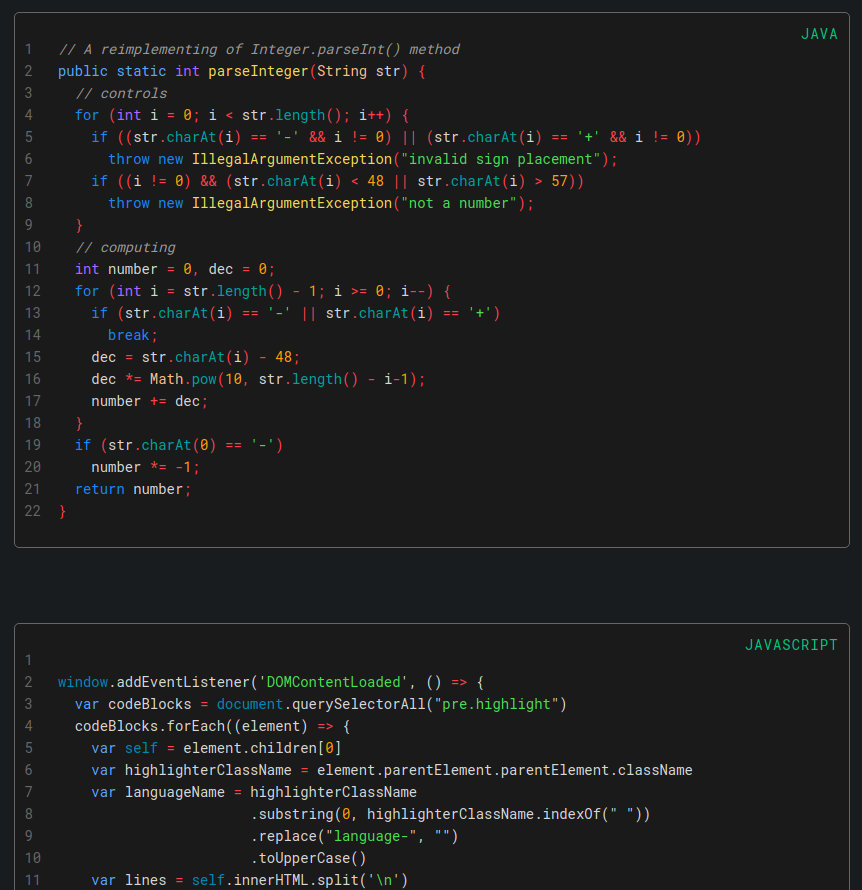 JAVA
1 // A reimplementing of Integer.parseInt() method
2 public static int parseInteger(String str) {
3   // controls
4   for (int i = 0; i < str.length(); i++) {
5     if ((str.charAt(i) == '-' && i != 0) || (str.charAt(i) == '+' && i != 0))
6       throw new IllegalArgumentException("invalid sign placement");
7     if ((i != 0) && (str.charAt(i) < 48 || str.charAt(i) > 57))
8       throw new IllegalArgumentException("not a number");
9   }
10   // computing
11   int number = 0, dec = 0;
12   for (int i = str.length() - 1; i >= 0; i--) {
13     if (str.charAt(i) == '-' || str.charAt(i) == '+')
14       break;
15     dec = str.charAt(i) - 48;
16     dec *= Math.pow(10, str.length() - i-1);
17     number += dec;
18   }
19   if (str.charAt(0) == '-')
20     number *= -1;
21   return number;
22 }
JAVASCRIPT
1
2 window.addEventListener('DOMContentLoaded', () => {
3   var codeBlocks = document.querySelectorAll("pre.highlight")
4   codeBlocks.forEach((element) => {
5     var self = element.children[0]
6     var highlighterClassName = element.parentElement.parentElement.className
7     var languageName = highlighterClassName
8                        .substring(0, highlighterClassName.indexOf(" "))
9                        .replace("language-", "")
10                        .toUpperCase()
11     var lines = self.innerHTML.split('\n')